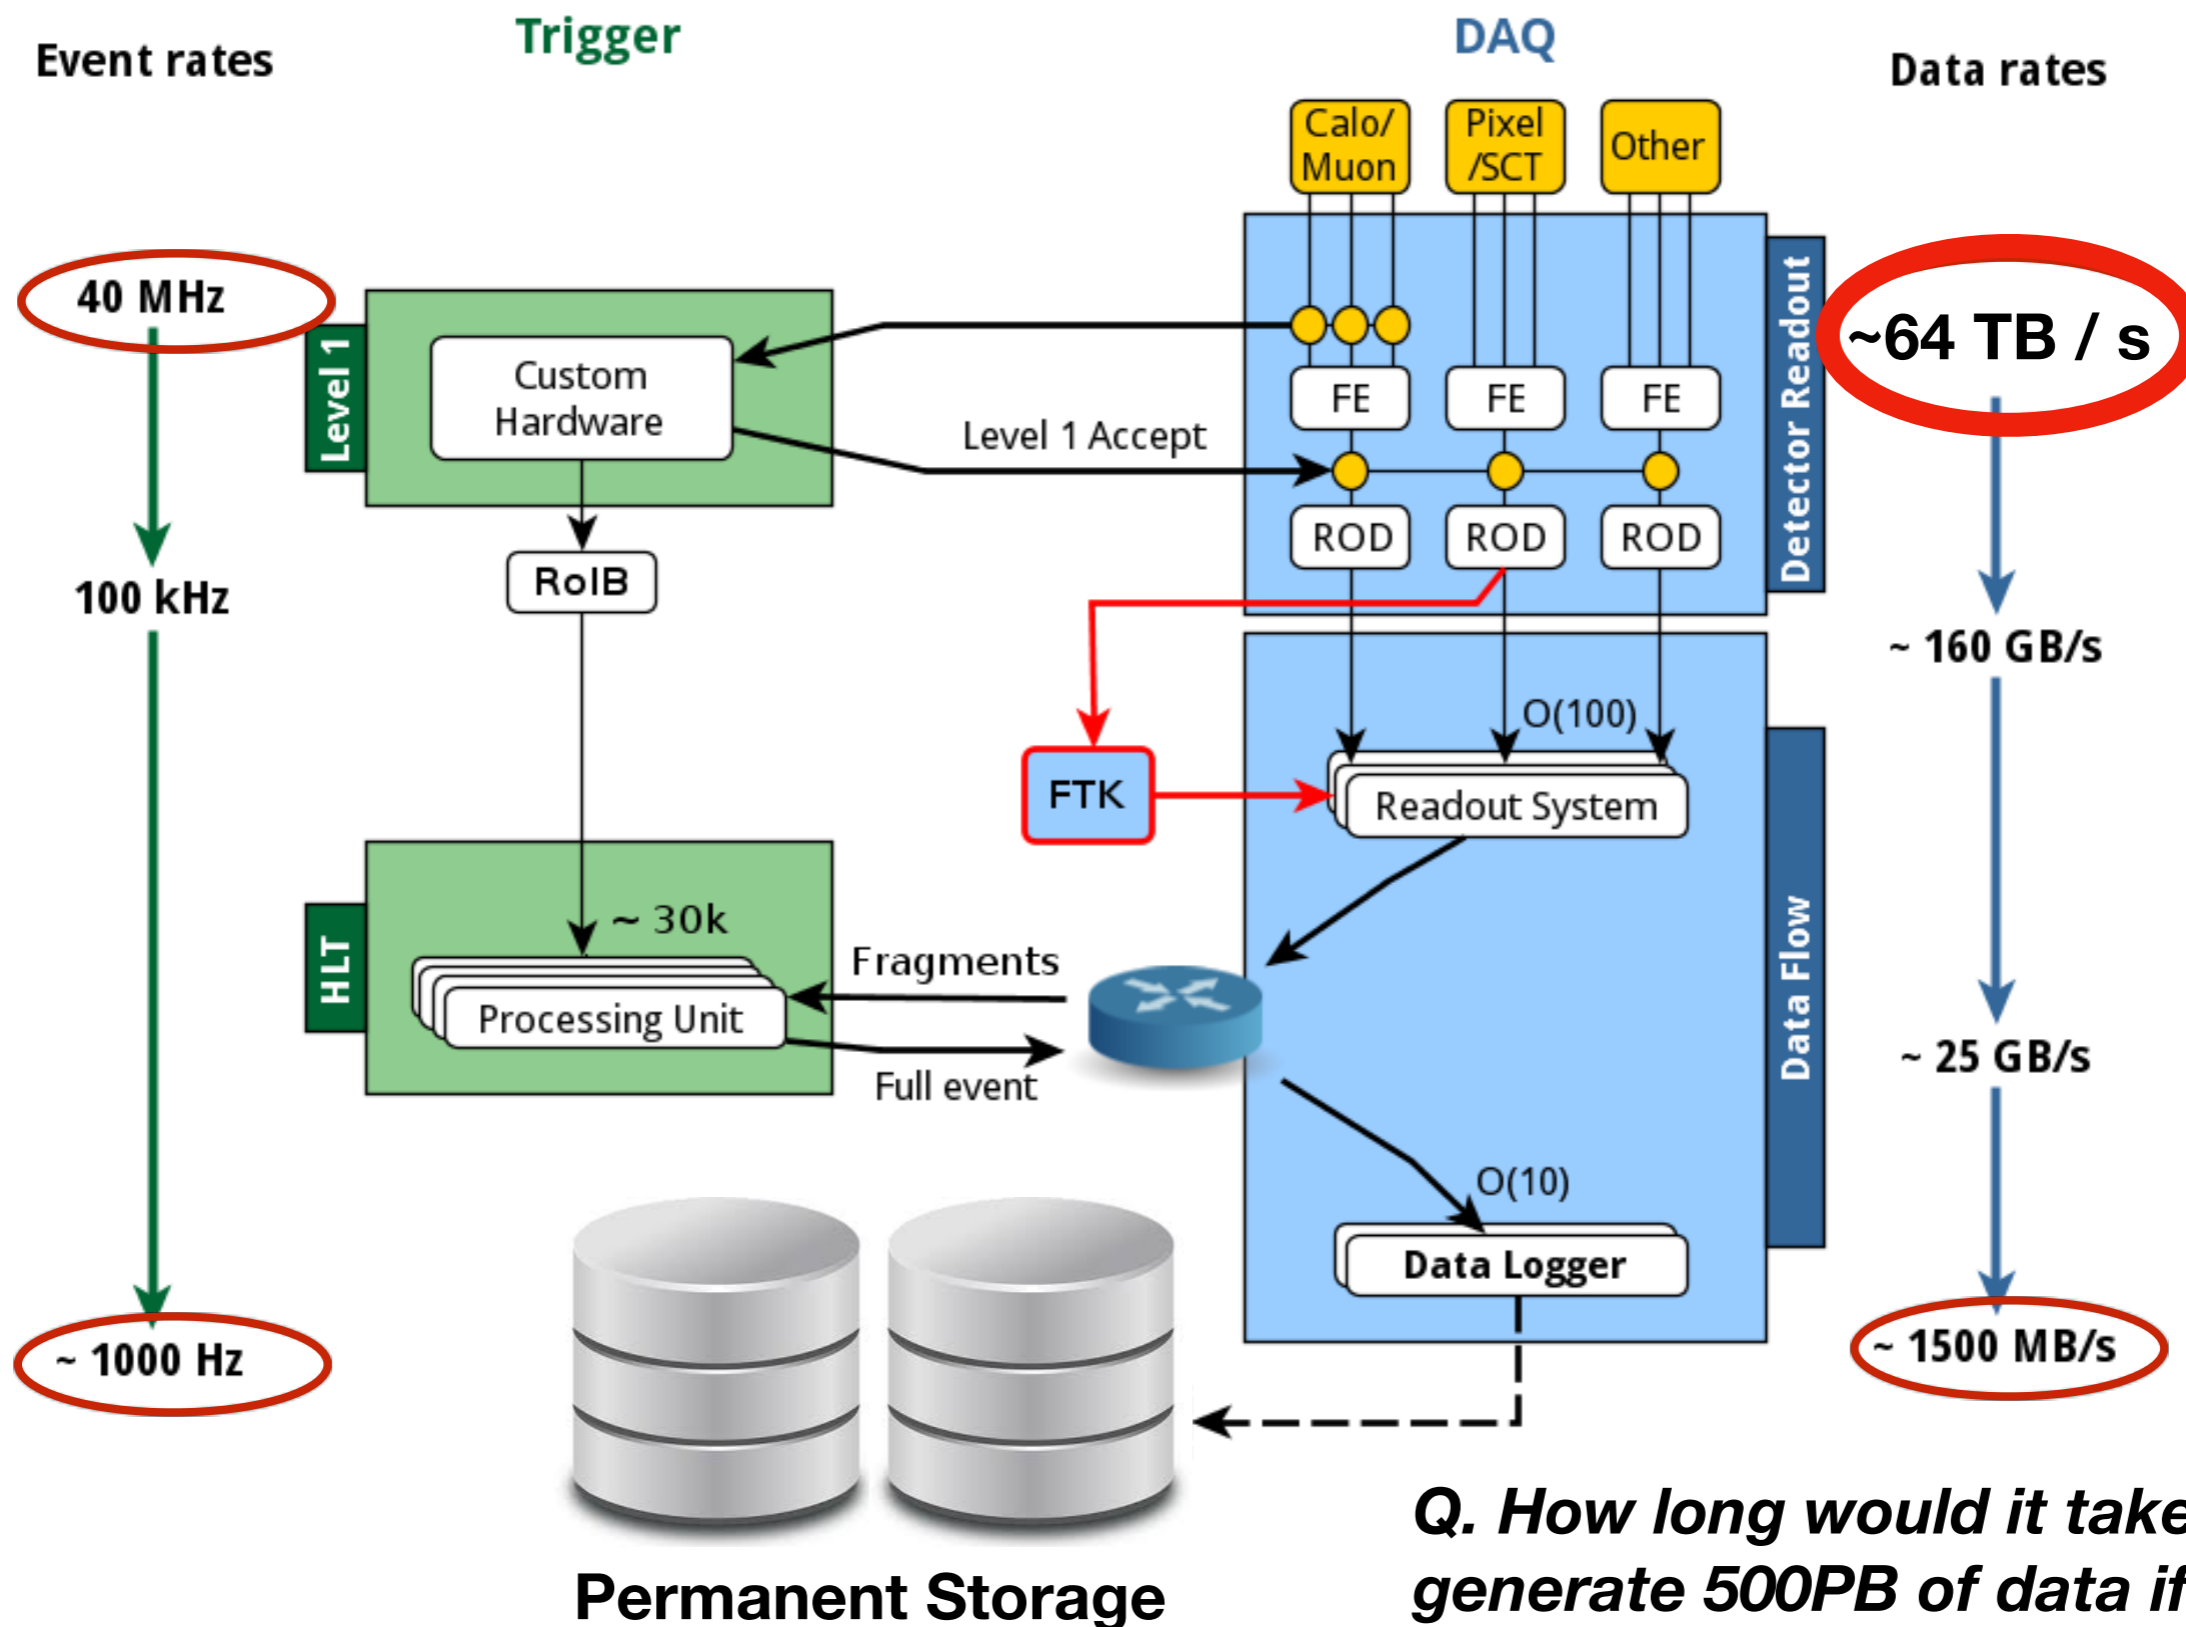 Event rates
Trigger
DAQ
Data rates
Calo/
Muon
Pixel
/SCT
Other
40 MHz
~64 TB / s
Level 1
Custom
Hardware
Level 1 Accept
FE
FE
FE
Detector Readout
ROD
ROD
ROD
RoIB
100 kHz
~ 160 GB/s
O(100)
FTK
Readout System
HLT
~ 30k
Processing Unit
Fragments
Full event
Data Flow
~ 25 GB/s
O(10)
Data Logger
~ 1000 Hz
~ 1500 MB/s
Permanent Storage
Q. How long would it take
generate 500PB of data if